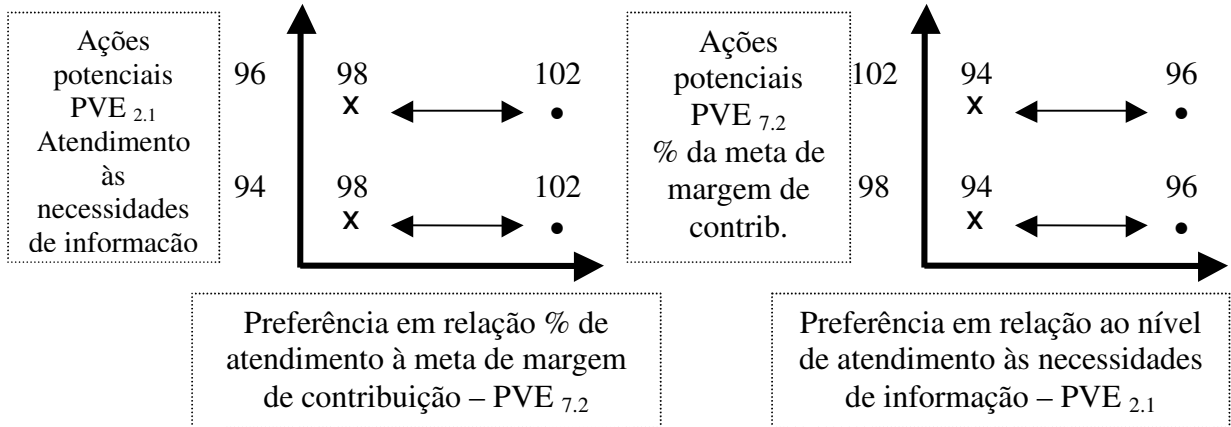 Ações
potenciais
PVE 2.1
Atendimento
às
necessidades
de informação
96 98 102
x •
94 98 102
x •
Preferência em relação % de
atendimento à meta de margem
de contribuição – PVE 7.2
Ações
potenciais
PVE 7.2
% da meta de
margem de
contrib.
102 94 96
x •
98 94 96
x •
Preferência em relação ao nível
de atendimento às necessidades
de informação – PVE 2.1